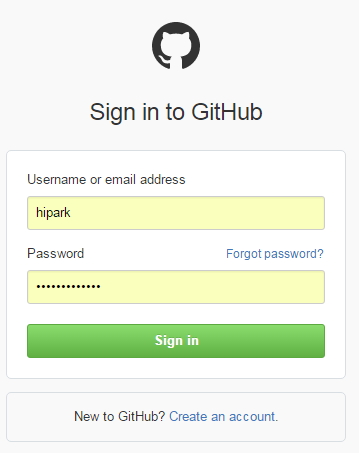 Sign in to GitHub
Username or email address
hipark
Password Forgot password?
•••••••••••••
Sign in
New to GitHub? Create an account.